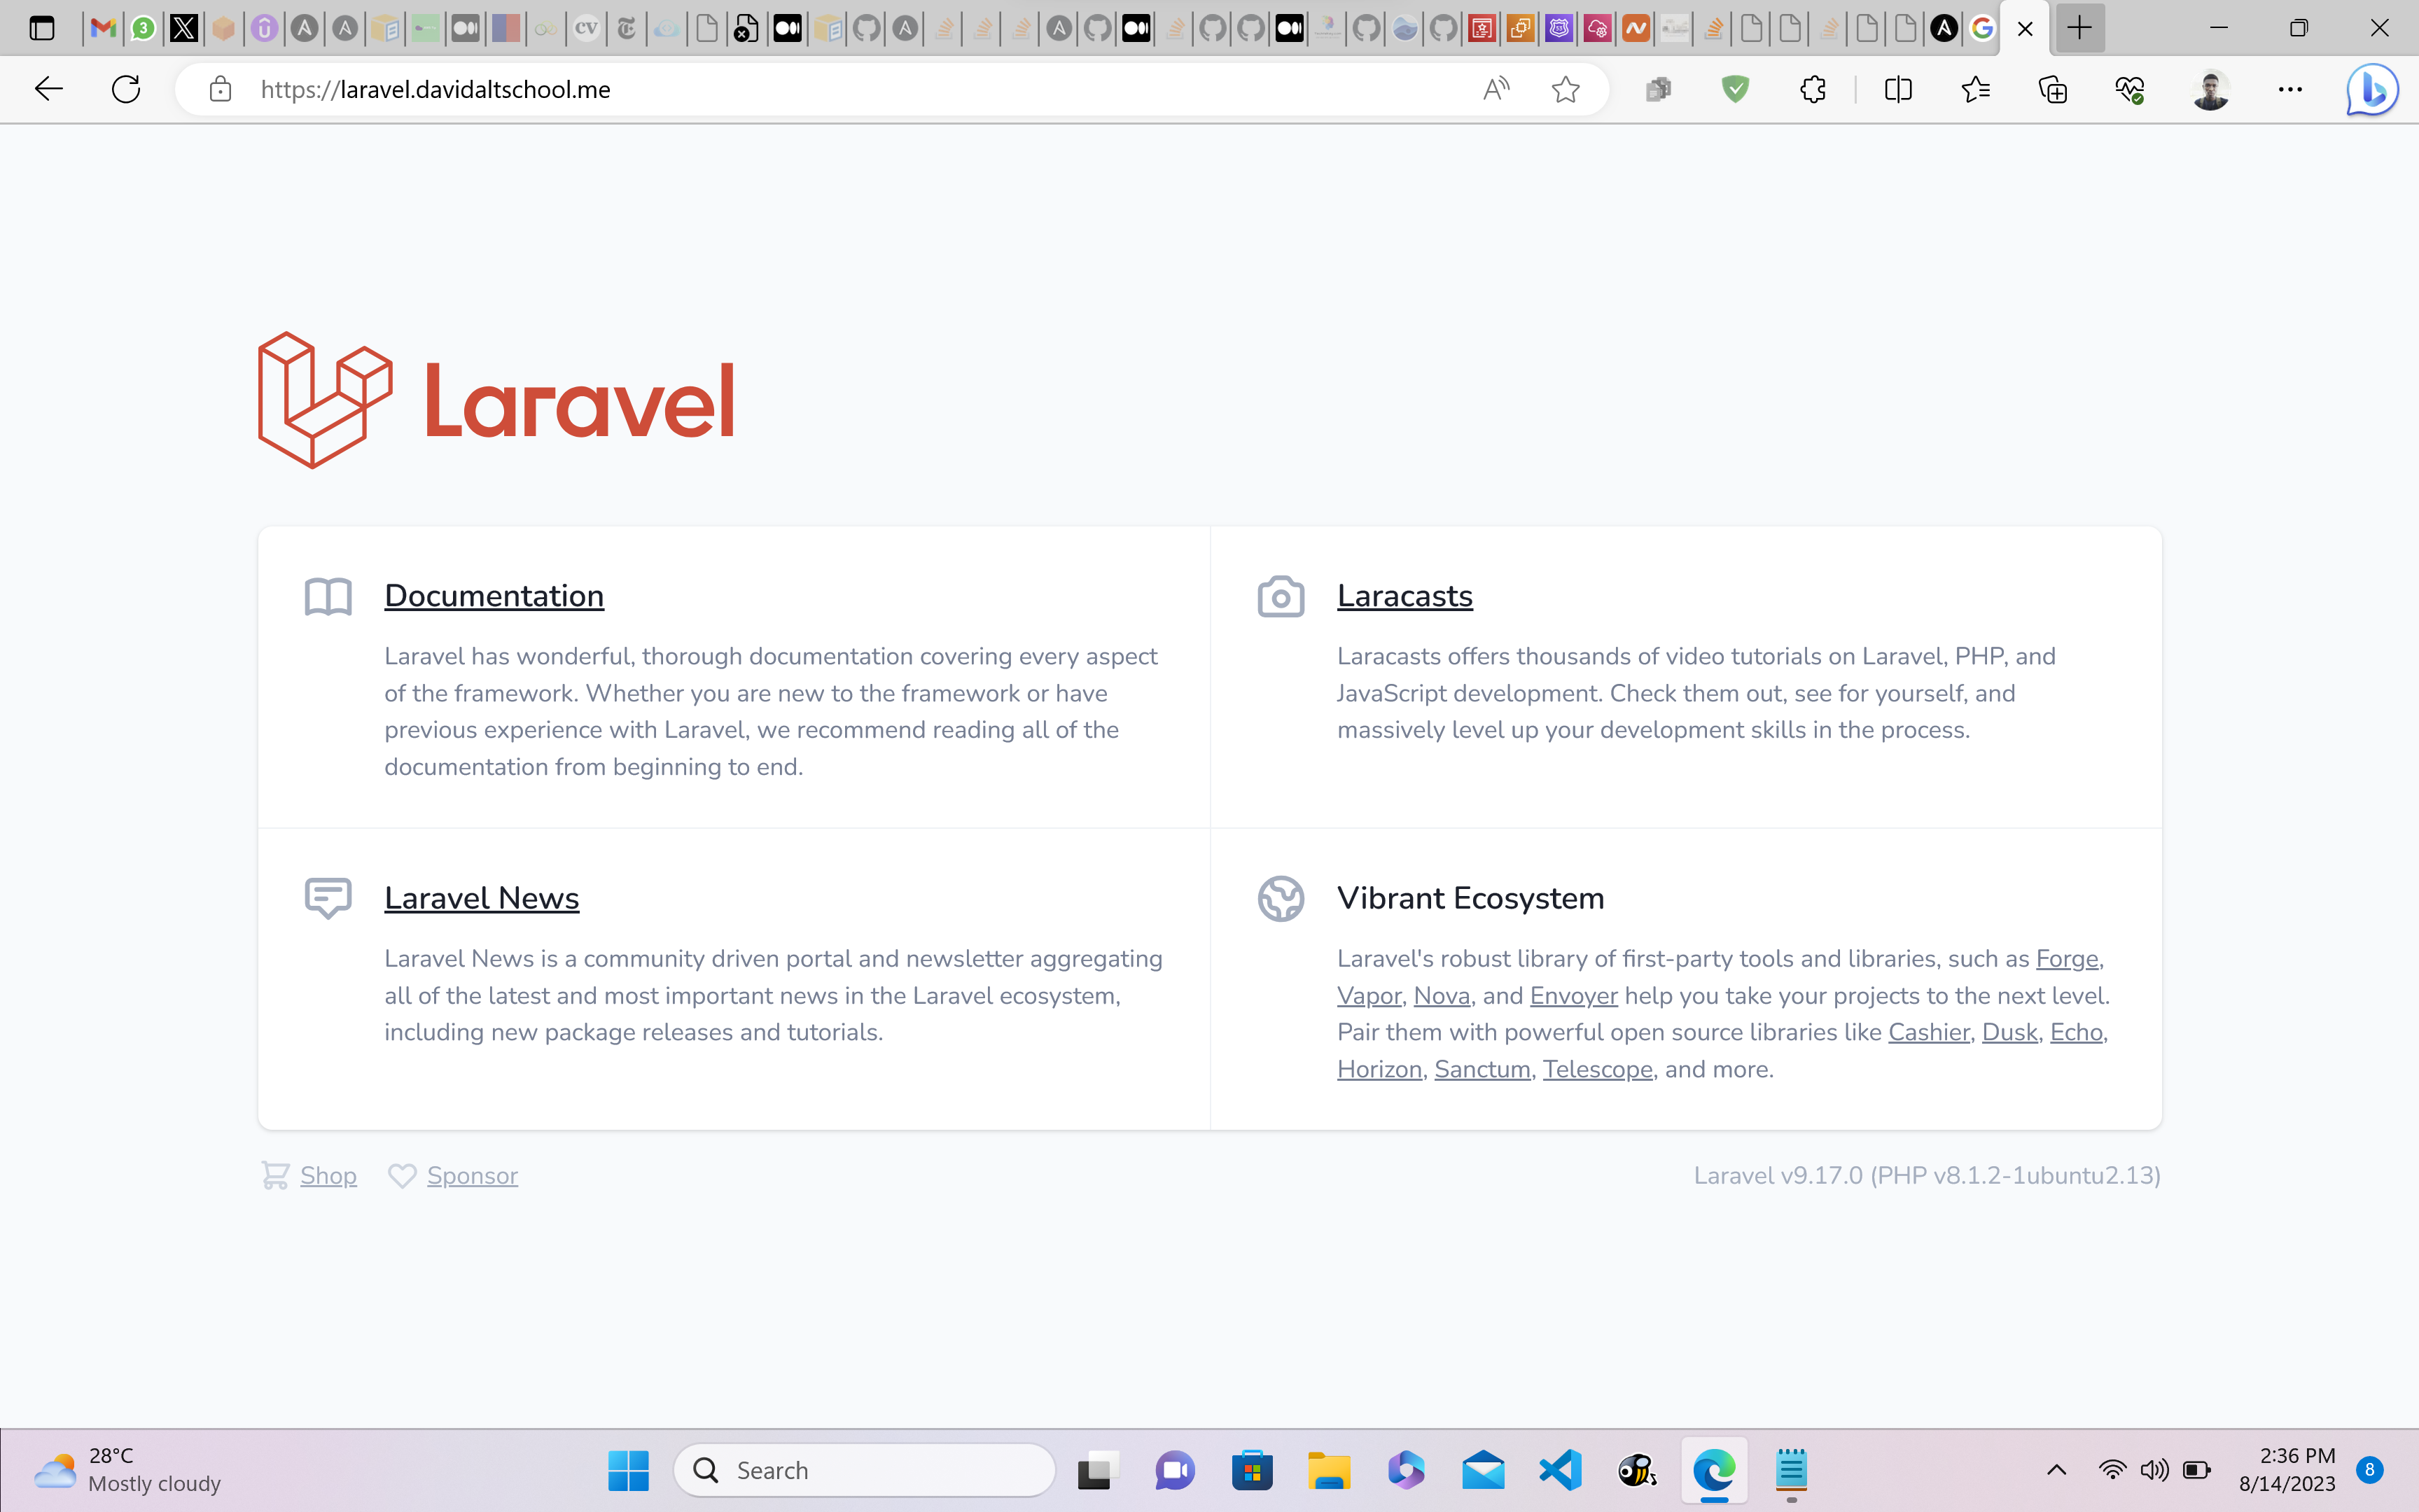 3
cv
https://laravel.davidaltschool.me
Laravel
Documentation
Laravel has wonderful, thorough documentation covering every aspect
of the framework. Whether you are new to the framework or have
previous experience with Laravel, we recommend reading all of the
documentation from beginning to end.
Laracasts
Laracasts offers thousands of video tutorials on Laravel, PHP, and
JavaScript development. Check them out, see for yourself, and
massively level up your development skills in the process.
Laravel News
Laravel News is a community driven portal and newsletter aggregating
all of the latest and most important news in the Laravel ecosystem,
including new package releases and tutorials.
Vibrant Ecosystem
Laravel's robust library of first-party tools and libraries, such as Forge,
Vapor, Nova, and Envoyer help you take your projects to the next level.
Pair them with powerful open source libraries like Cashier, Dusk, Echo,
Horizon, Sanctum, Telescope, and more.
Shop Sponsor
Laravel v9.17.0 (PHP v8.1.2-1ubuntu2.13)
28°C
Mostly cloudy
Search
2:36 PM
8/14/2023
8